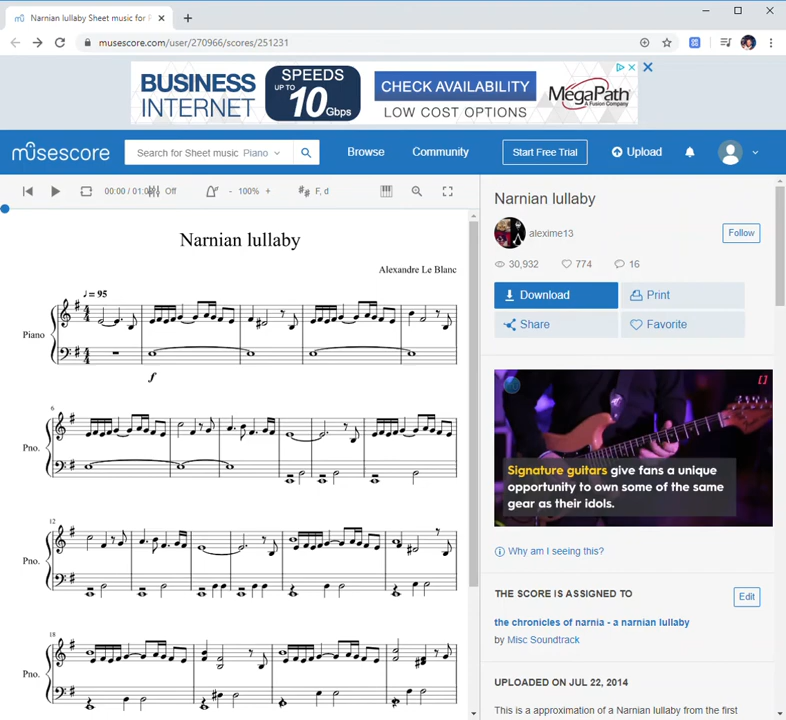 Narnian lullaby Sheet music for P
musescore.com/user/270966/scores/251231
BUSINESS INTERNET
SPEEDS UP TO 10 Gbps
CHECK AVAILABILITY
LOW COST OPTIONS
MegaPath
A Fusion Company
musescore
Search for Sheet music Piano
Browse
Community
Start Free Trial
Upload
00:00 / 01:0
Off
- 100% +
F, d
Narnian lullaby
Alexandre Le Blanc
♩ = 95
Piano
f
6
Pno.
12
Pno.
18
Pno.
Narnian lullaby
alexime13
Follow
30,932 774 16
Download
Print
Share
Favorite
Signature guitars give fans a unique
opportunity to own some of the same
gear as their idols.
Why am I seeing this?
THE SCORE IS ASSIGNED TO
Edit
the chronicles of narnia - a narnian lullaby
by Misc Soundtrack
UPLOADED ON JUL 22, 2014
This is a approximation of a Narnian lullaby from the first